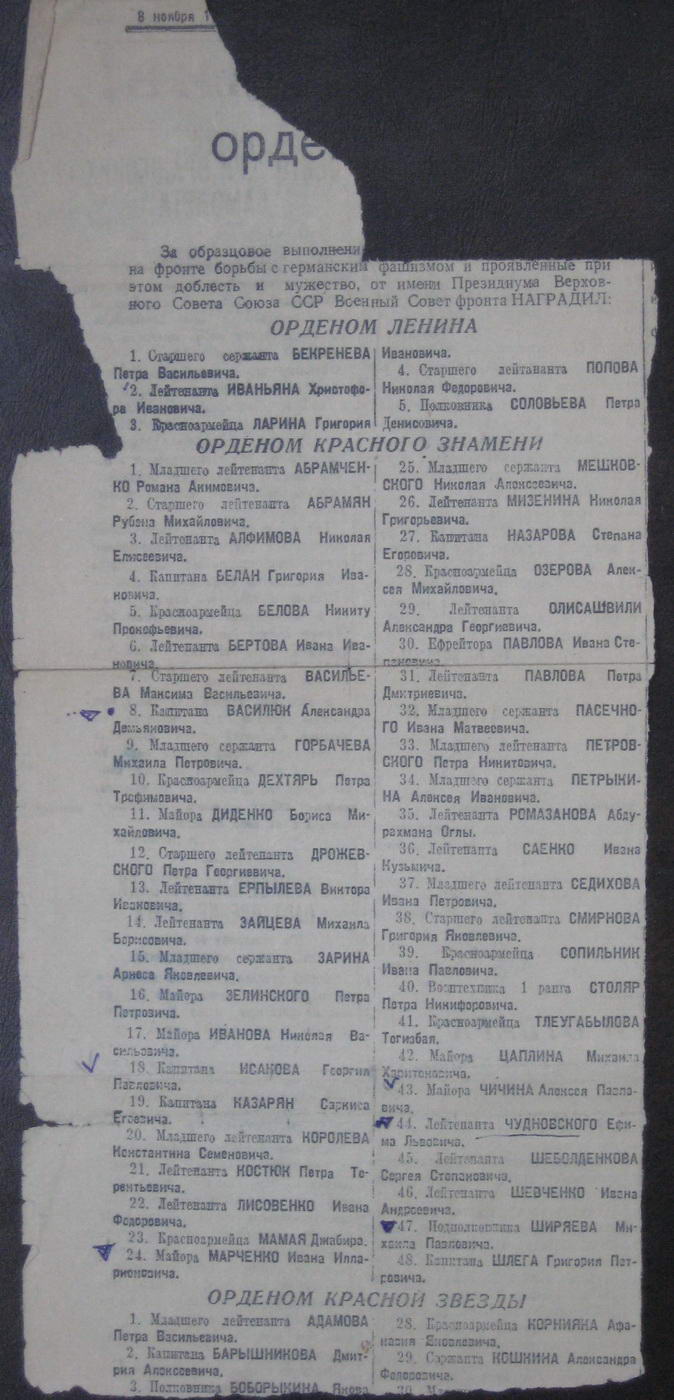 8 ноября
орде
За образцовое выполнени
на фронте борьбы с германским фашизмом и проявленные при
этом доблесть и мужество, от имени Президиума Верхов-
ного Совета Союза ССР Военный Совет фронта НАГРАДИЛ:
ОРДЕНОМ ЛЕНИНА
1. Старшего сержанта БЕКРЕНЕВА
Петра Васильевича.
2. Лейтенанта ИВАНЬЯНА Христофо-
ра Ивановича.
3. Красноармейца ЛАРИНА Григория
Ивановича.
4. Старшего лейтананта ПОПОВА
Николая Федоровича.
5. Полковника СОЛОВЬЕВА Петра
Денисовича.
ОРДЕНОМ КРАСНОГО ЗНАМЕНИ
1. Младшего лейтенанта АБРАМЧЕН-
КО Романа Акимовича.
2. Старшего лейтенанта АБРАМЯН
Рубена Михайловича.
3. Лейтенанта АЛФИМОВА Николая
Елисеевича.
4. Капитана БЕЛАН Григория Ива-
новича.
5. Красноармейца БЕЛОВА Никиту
Прокофьевича.
6. Лейтенанта БЕРТОВА Ивана Ива-
новича.
7. Старшего лейтенанта ВАСИЛЬЕ-
ВА Максима Васильевича.
8. Капитана ВАСИЛЮК Александра
Демьяновича.
9. Младшего сержанта ГОРБАЧЕВА
Михаила Петровича.
10. Красноармейца ДЕХТЯРЬ Петра
Трофимовича.
11. Майора ДИДЕНКО Бориса Ми-
хайловича.
12. Старшего лейтенанта ДРОЖЕВ-
СКОГО Петра Георгиевича.
13. Лейтенанта ЕРПЫЛЕВА Виктора
Ивановича.
14. Лейтенанта ЗАЙЦЕВА Михаила
Борисовича.
15. Младшего сержанта ЗАРИНА
Арноса Яковлевича.
16. Майора ЗЕЛИНСКОГО Петра
Петровича.
17. Майора ИВАНОВА Николая Ва-
сильевича.
18. Капитана ИСАКОВА Георгия
Павловича.
19. Капитана КАЗАРЯН Саркиса
Егоевича.
20. Младшего лейтенанта КОРОЛЕВА
Константина Семеновича.
21. Лейтенанта КОСТЮК Петра Те-
рентьевича.
22. Лейтенанта ЛИСОВЕНКО Ивана
Федоровича.
23. Красноармейца МАМАЯ Джабира.
24. Майора МАРЧЕНКО Ивана Илла-
рионовича.
25. Младшего сержанта МЕШКОВ-
СКОГО Николая Алексеевича.
26. Лейтенанта МИЗЕНИНА Николая
Григорьевича.
27. Капитана НАЗАРОВА Степана
Егоровича.
28. Красноармейца ОЗЕРОВА Алек-
сея Михайловича.
29. Лейтенанта ОЛИСАШВИЛИ
Александра Георгиевича.
30. Ефрейтора ПАВЛОВА Ивана Сте-
пановича.
31. Лейтенанта ПАВЛОВА Петра
Дмитриевича.
32. Младшего сержанта ПАСЕЧНО-
ГО Ивана Матвеевича.
33. Младшего лейтенанта ПЕТРОВ-
СКОГО Петра Никитовича.
34. Младшего сержанта ПЕТРЫКИ-
НА Алексея Ивановича.
35. Лейтенанта РОМАЗАНОВА Абду-
рахмана Оглы.
36. Лейтенанта САЕНКО Ивана
Кузьмича.
37. Младшего лейтенанта СЕДИХОВА
Ивана Петровича.
38. Старшего лейтенанта СМИРНОВА
Григория Яковлевича.
39. Красноармейца СОПИЛЬНИК
Ивана Павловича.
40. Воентехника 1 ранга СТОЛЯР
Петра Никифоровича.
41. Красноармейца ТЛЕУГАБЫЛОВА
Тогизбая.
42. Майора ЦАПЛИНА Михаила
Харитоновича.
43. Майора ЧИЧИНА Алексея Павло-
вича.
44. Лейтенанта ЧУДНОВСКОГО Ефи-
ма Львовича.
45. Лейтенанта ШЕБОЛДЕНКОВА
Сергея Степановича.
46. Лейтенанта ШЕВЧЕНКО Ивана
Андреевича.
47. Подполковника ШИРЯЕВА Ми-
хаила Павловича.
48. Капитана ШЛЕГА Григория Пет-
ровича.
ОРДЕНОМ КРАСНОЙ ЗВЕЗДЫ
1. Младшего лейтенанта АДАМОВА
Петра Васильевича.
2. Капитана БАРЫШНИКОВА Дмит-
рия Алексеевича.
3. Полковника БОБОРЫКИНА Якова
28. Красноармейца КОРНИЯКА Афа-
насия Яковлевича.
29. Сержанта КОШКИНА Александра
Федоровича.